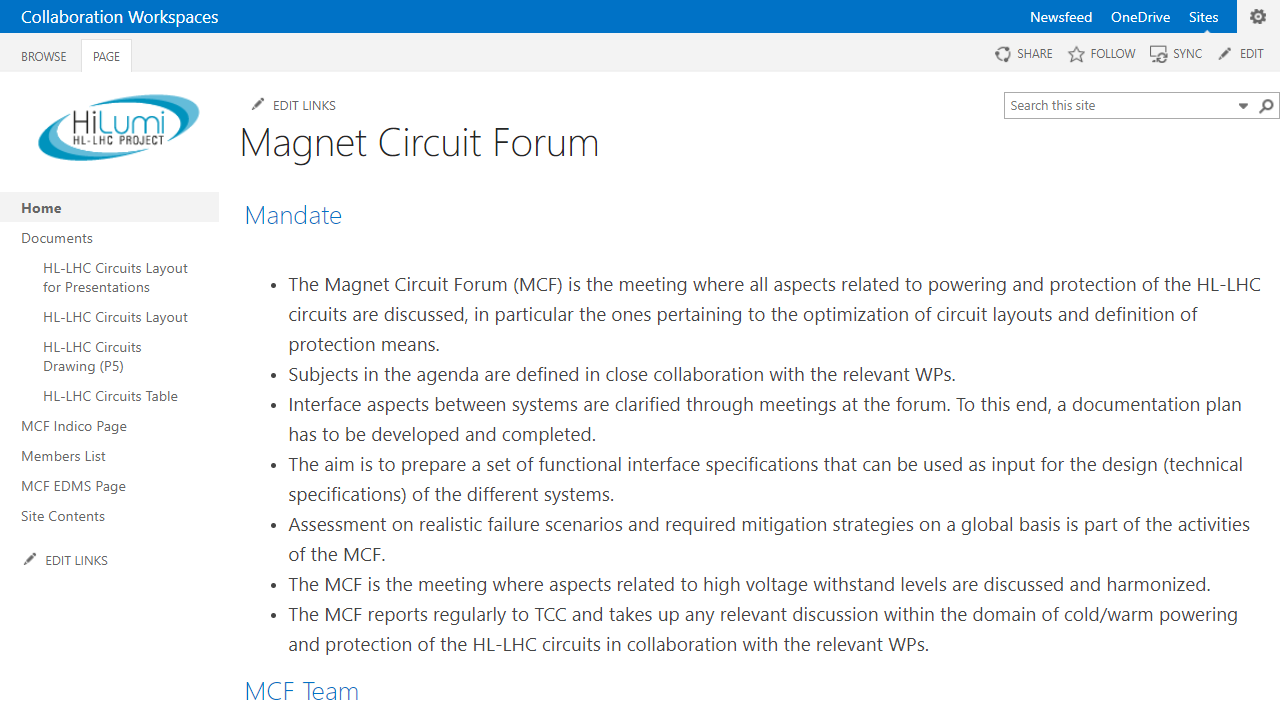 Collaboration Workspaces
Newsfeed OneDrive Sites
BROWSE PAGE
SHARE FOLLOW SYNC EDIT
HiLumi
HL-LHC PROJECT
EDIT LINKS
Search this site
Magnet Circuit Forum
Home
Documents
HL-LHC Circuits Layout
for Presentations
HL-LHC Circuits Layout
HL-LHC Circuits
Drawing (P5)
HL-LHC Circuits Table
MCF Indico Page
Members List
MCF EDMS Page
Site Contents
EDIT LINKS
Mandate
• The Magnet Circuit Forum (MCF) is the meeting where all aspects related to powering and protection of the HL-LHC
circuits are discussed, in particular the ones pertaining to the optimization of circuit layouts and definition of
protection means.
• Subjects in the agenda are defined in close collaboration with the relevant WPs.
• Interface aspects between systems are clarified through meetings at the forum. To this end, a documentation plan
has to be developed and completed.
• The aim is to prepare a set of functional interface specifications that can be used as input for the design (technical
specifications) of the different systems.
• Assessment on realistic failure scenarios and required mitigation strategies on a global basis is part of the activities
of the MCF.
• The MCF is the meeting where aspects related to high voltage withstand levels are discussed and harmonized.
• The MCF reports regularly to TCC and takes up any relevant discussion within the domain of cold/warm powering
and protection of the HL-LHC circuits in collaboration with the relevant WPs.
MCF Team